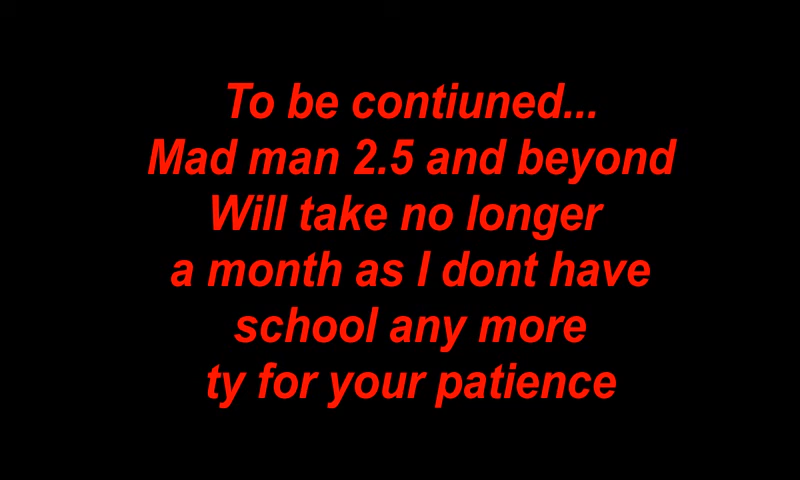 To be contiuned...
Mad man 2.5 and beyond
Will take no longer
a month as I dont have
school any more
ty for your patience